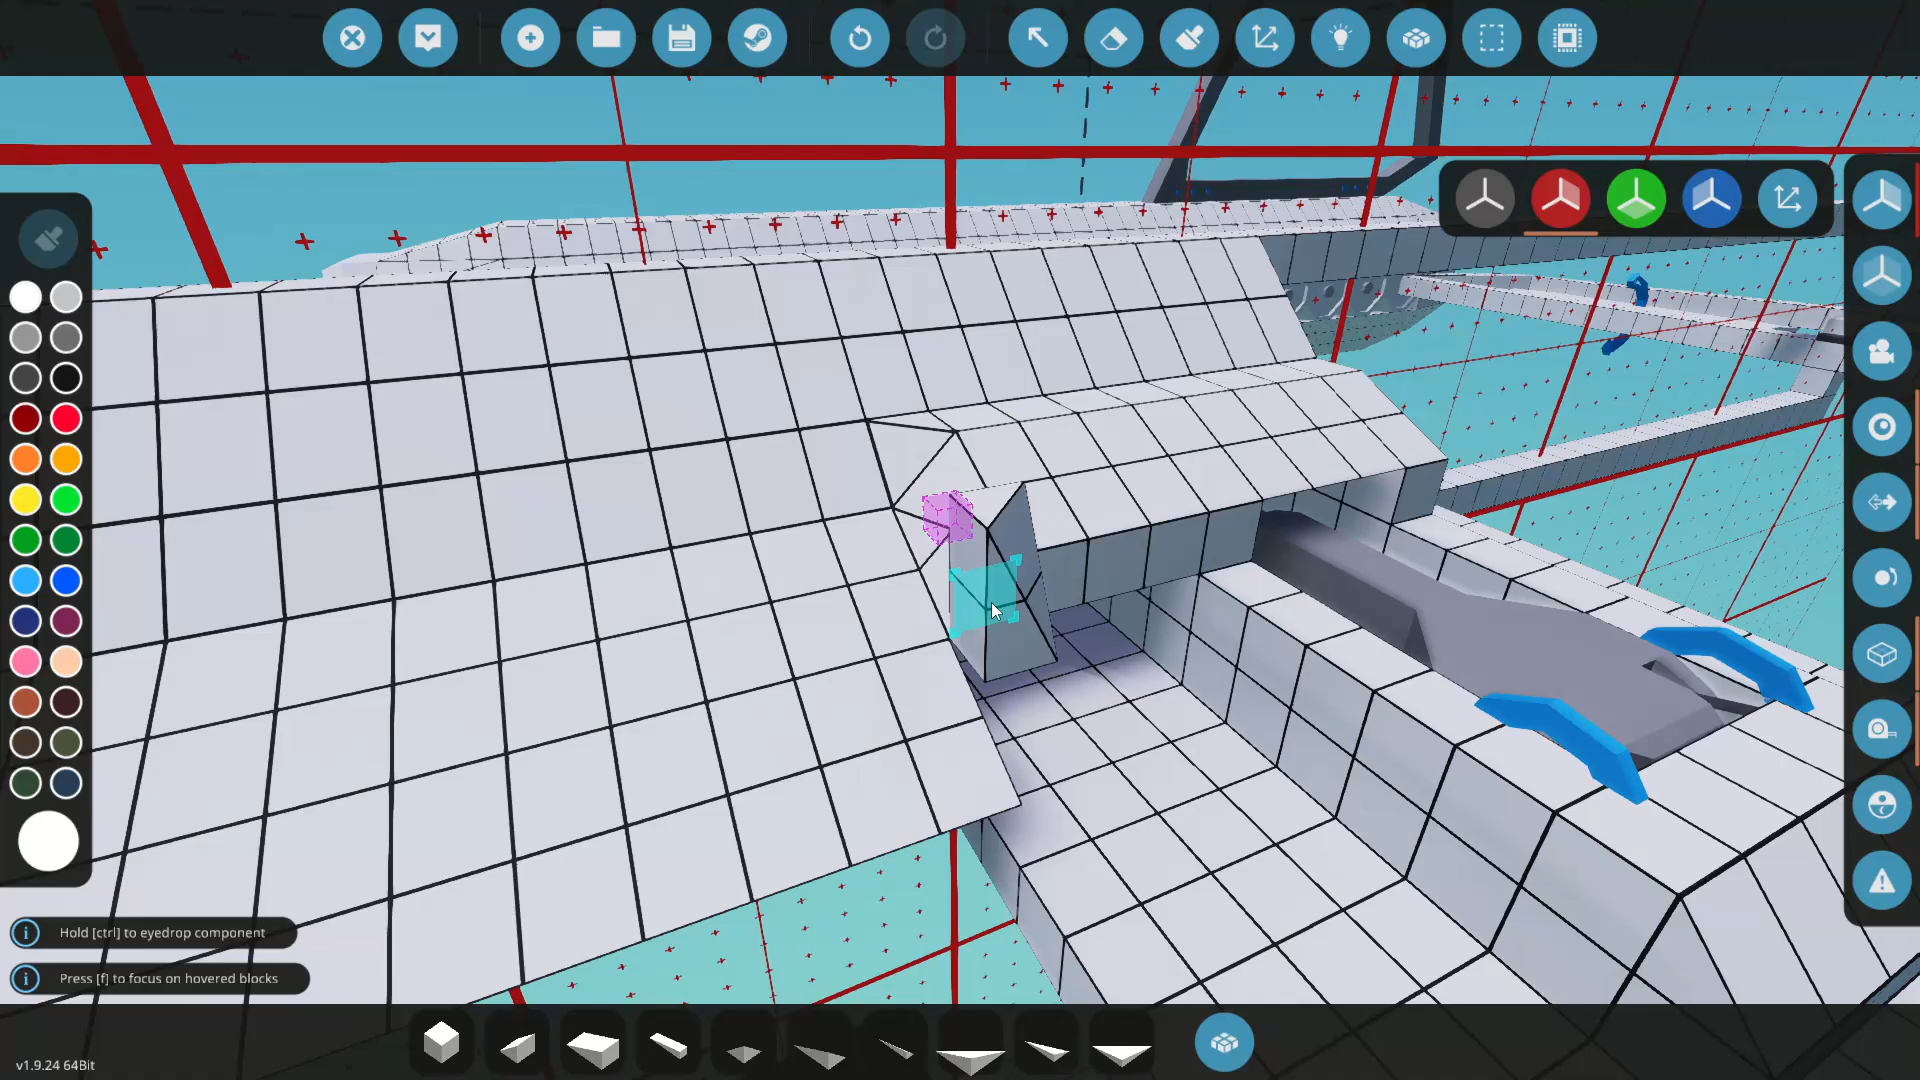 Hold [ctrl] to eyedrop component
Press [f] to focus on hovered blocks
v1.9.24 64Bit